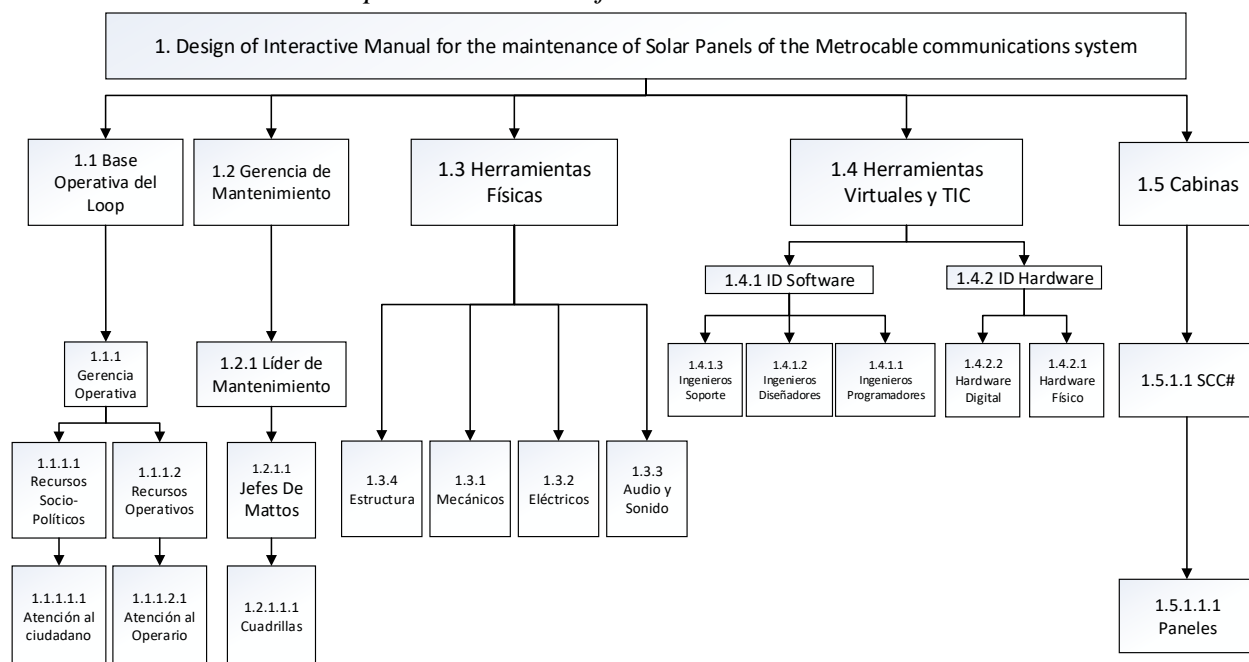 1. Design of Interactive Manual for the maintenance of Solar Panels of the Metrocable communications system
1.1 Base
Operativa del
Loop
1.2 Gerencia de
Mantenimiento
1.3 Herramientas
Físicas
1.4 Herramientas
Virtuales y TIC
1.5 Cabinas
1.4.1 ID Software
1.4.2 ID Hardware
1.1.1
Gerencia
Operativa
1.2.1 Líder de
Mantenimiento
1.4.1.3
Ingenieros
Soporte
1.4.1.2
Ingenieros
Diseñadores
1.4.1.1
Ingenieros
Programadores
1.4.2.2
Hardware
Digital
1.4.2.1
Hardware
Físico
1.5.1.1 SCC#
1.1.1.1
Recursos
Socio-
Políticos
1.1.1.2
Recursos
Operativos
1.2.1.1
Jefes De
Mattos
1.3.4
Estructura
1.3.1
Mecánicos
1.3.2
Eléctricos
1.3.3
Audio y
Sonido
1.1.1.1.1
Atención al
ciudadano
1.1.1.2.1
Atención al
Operario
1.2.1.1.1
Cuadrillas
1.5.1.1.1
Paneles